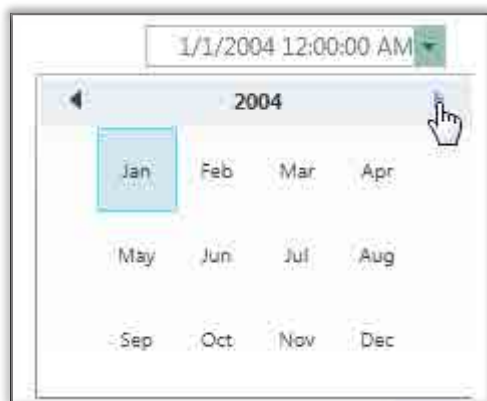 1/1/2004 12:00:00 AM
2004
Jan Feb Mar Apr
May Jun Jul Aug
Sep Oct Nov Dec